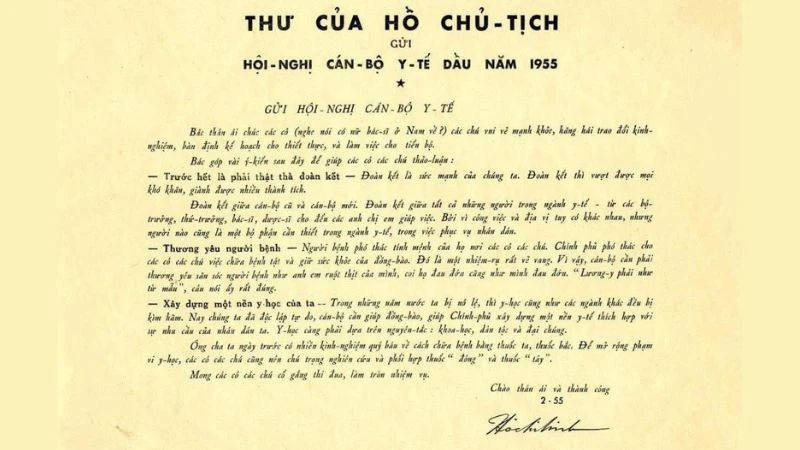 THƯ CỦA HỒ CHỦ-TỊCH
GỬI
HỘI-NGHỊ CÁN-BỘ Y-TẾ DẦU NĂM 1955
★
GỬI HỘI-NGHỊ CÁN-BỘ Y-TẾ
Bác thân ái chúc các cô (nghe nói có nữ bác-sĩ ở Nam về ?) các chú vui vẻ mạnh khỏe, hăng hái trao đổi kinh-
nghiệm, bàn định kế hoạch cho thiết thực, và làm việc cho tiến bộ.
Bác góp vài ý-kiến sau đây để giúp các cô các chú thảo-luận :
— Trước hết là phải thật thà đoàn kết — Đoàn kết là sức mạnh của chúng ta. Đoàn kết thì vượt được mọi
khó khăn, giành được nhiều thành tích.
Đoàn kết giữa cán-bộ cũ và cán-bộ mới. Đoàn kết giữa tất cả những người trong ngành y-tế - từ các bộ-
trưởng, thứ-trưởng, bác-sĩ, dược-sĩ cho đến các anh chị em giúp việc. Bởi vì công việc và địa vị tuy có khác nhau, nhưng
người nào cũng là một bộ phận cần thiết trong ngành y-tế, trong việc phục vụ nhân dân.
— Thương yêu người bệnh — Người bệnh phó thác tính mệnh của họ nơi các cô các chú. Chính phủ phó thác cho
các cô các chú việc chữa bệnh tật và giữ sức khỏe của đồng-bào. Đó là một nhiệm-vụ rất vẻ vang. Vì vậy, cán-bộ cần phải
thương yêu săn sóc người bệnh như anh em ruột thịt của mình, coi họ đau đớn cũng như mình đau đớn. “Lương-y phải như
từ mẫu”, câu nói ấy rất đúng.
— Xây dựng một nền y-học của ta -- Trong những năm nước ta bị nô lệ, thì y-học cũng như các ngành khác đều bị
kìm hãm. Nay chúng ta đã độc lập tự do, cán-bộ cần giúp đồng-bào, giúp Chính-phủ xây dựng một nền y tế thích hợp với
sự nhu cầu của nhân dân ta. Y-học càng phải dựa trên nguyên-tắc : khoa-học, dân tộc và đại chúng.
Ông cha ta ngày trước có nhiều kinh-nghiệm quý báu về cách chữa bệnh bằng thuốc ta, thuốc bắc. Để mở rộng phạm
vi y-học, các cô các chú cũng nên chú trọng nghiên cứu và phối hợp thuốc “ đông” và thuốc “tây”.
Mong các cô các chú cố gắng thi đua, làm tròn nhiệm vụ.
Chào thân ái và thành công
2 - 55
Hồ Chí Minh